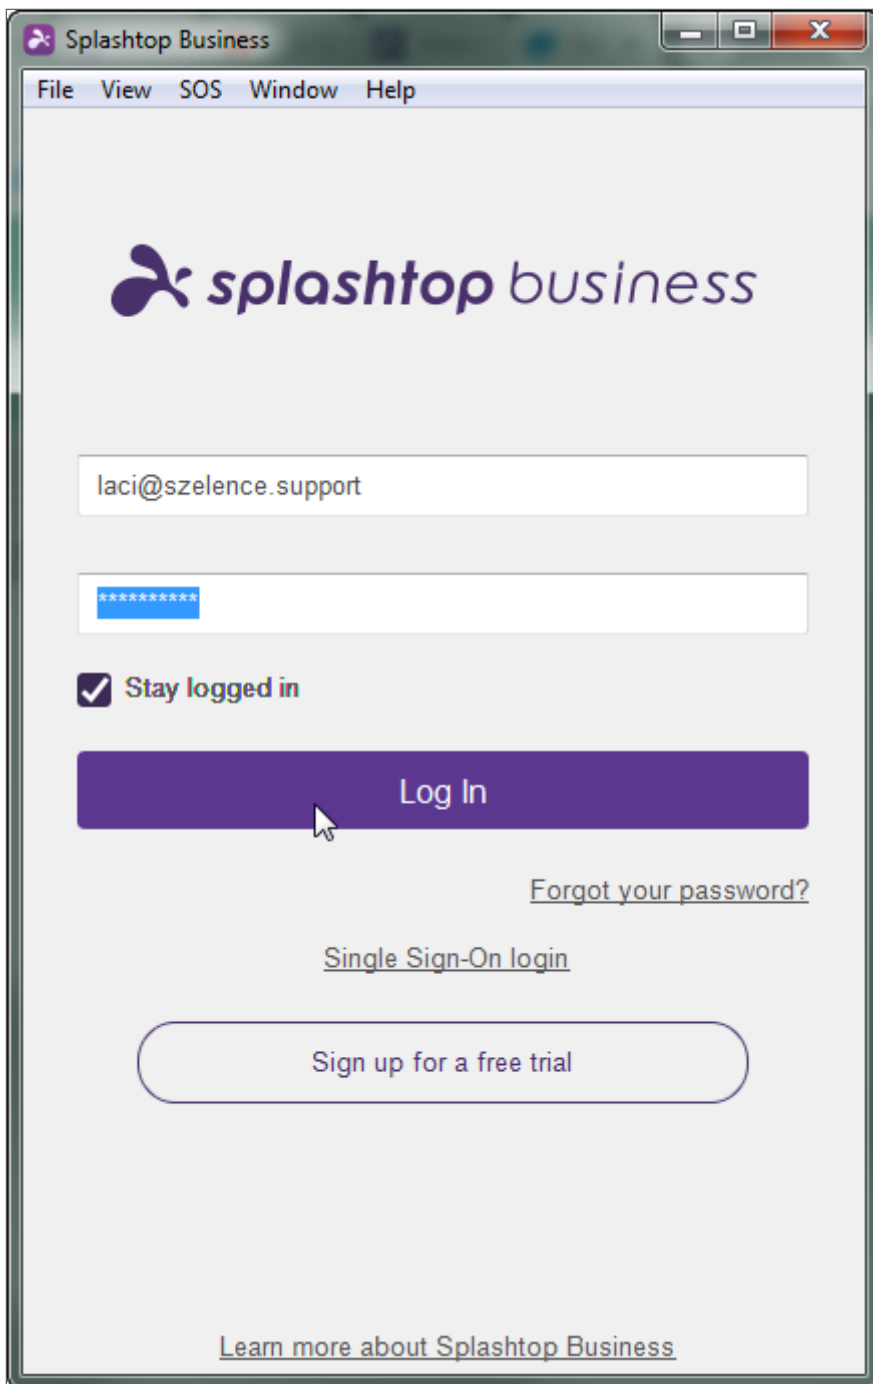 Splashtop Business
File View SOS Window Help
splashtop business
laci@szelence.support
**********
Stay logged in
Log In
Forgot your password?
Single Sign-On login
Sign up for a free trial
Learn more about Splashtop Business